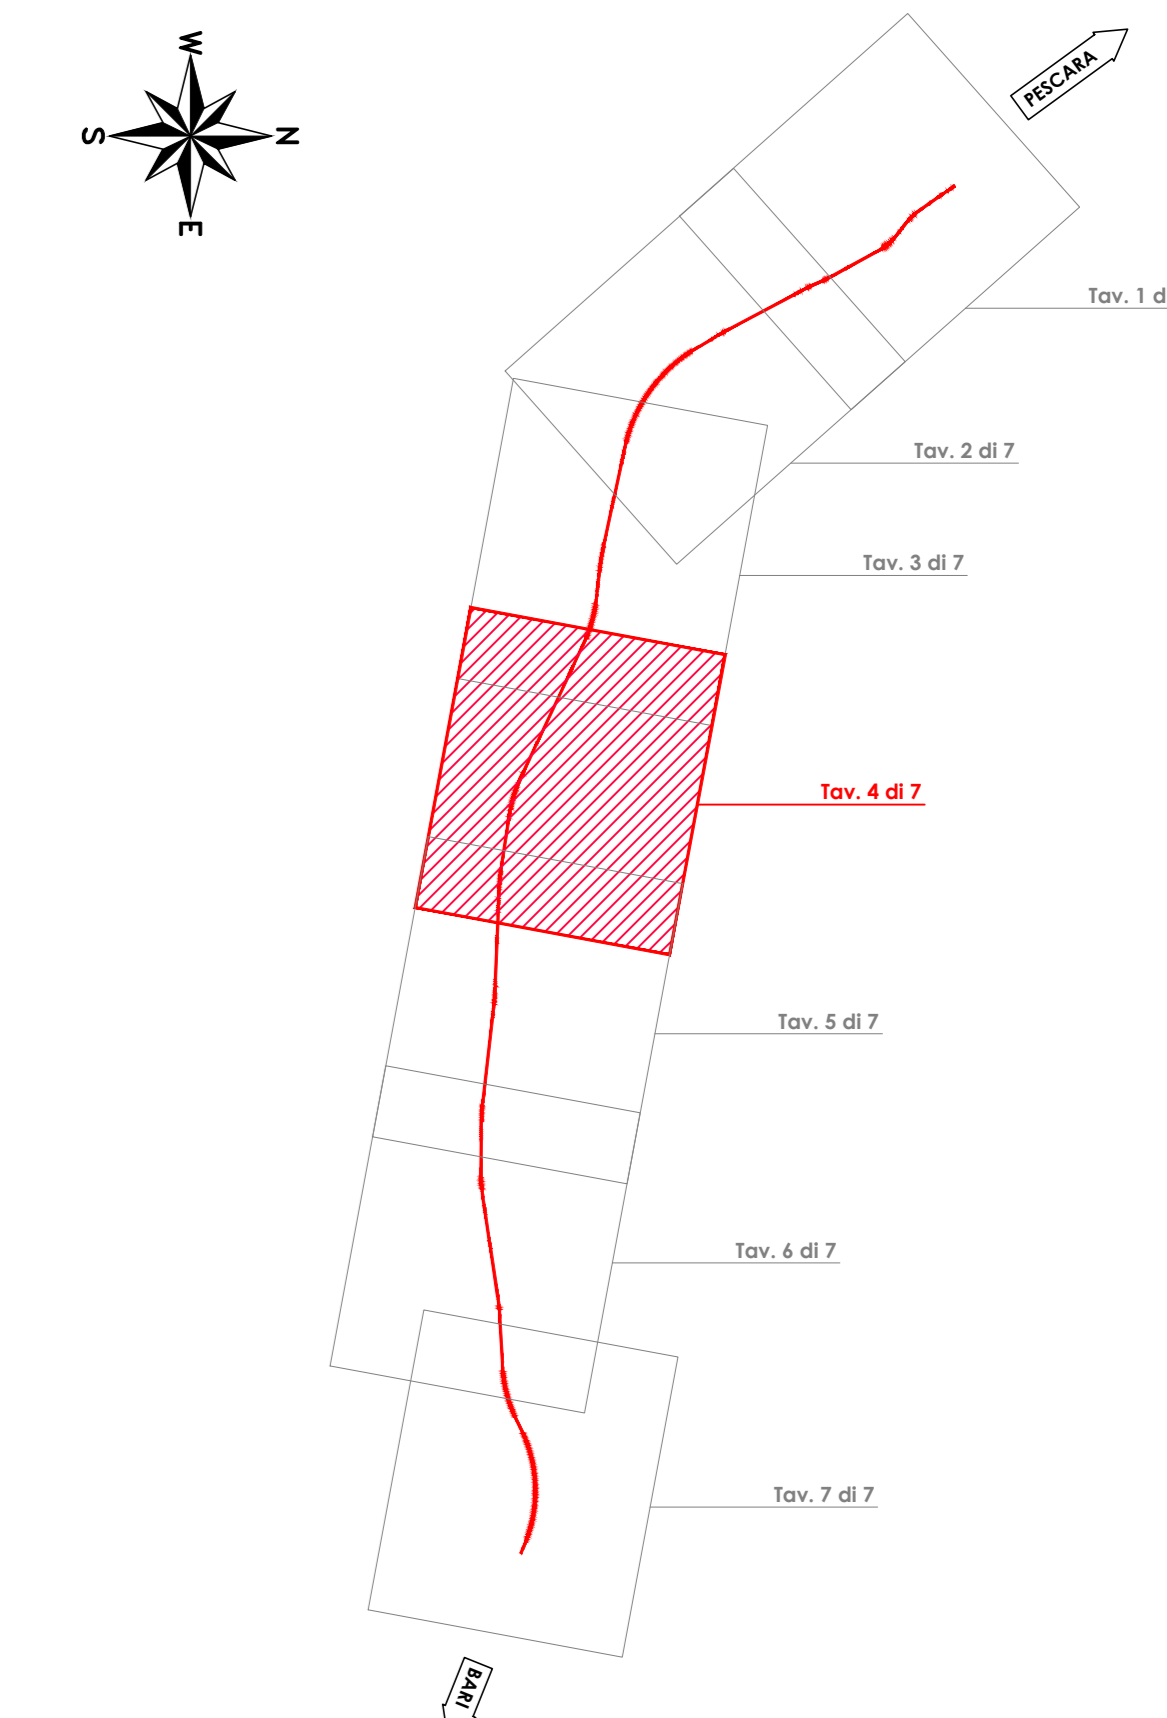 W
PESCARA
S
N
E
Tav. 1 d
Tav. 2 di 7
Tav. 3 di 7
Tav. 4 di 7
Tav. 5 di 7
Tav. 6 di 7
Tav. 7 di 7
BARI